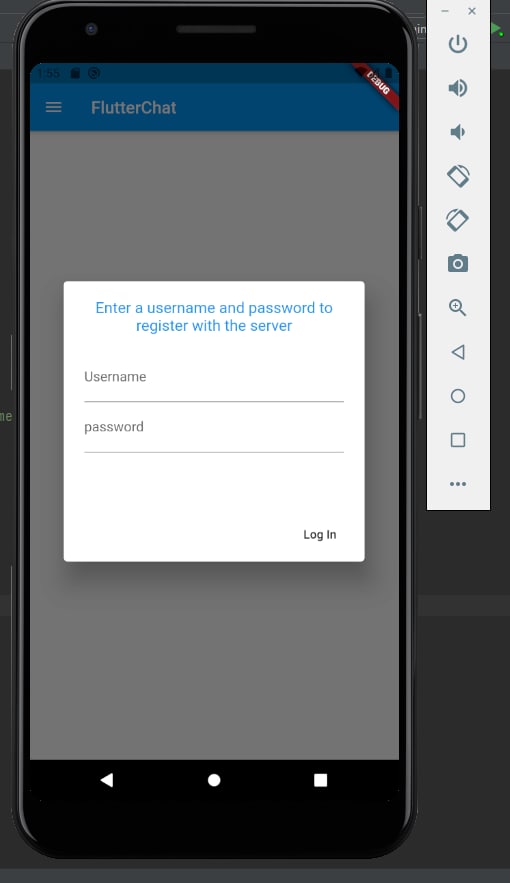 1:55
DEBUG
FlutterChat
Enter a username and password to
register with the server
Username
password
Log In